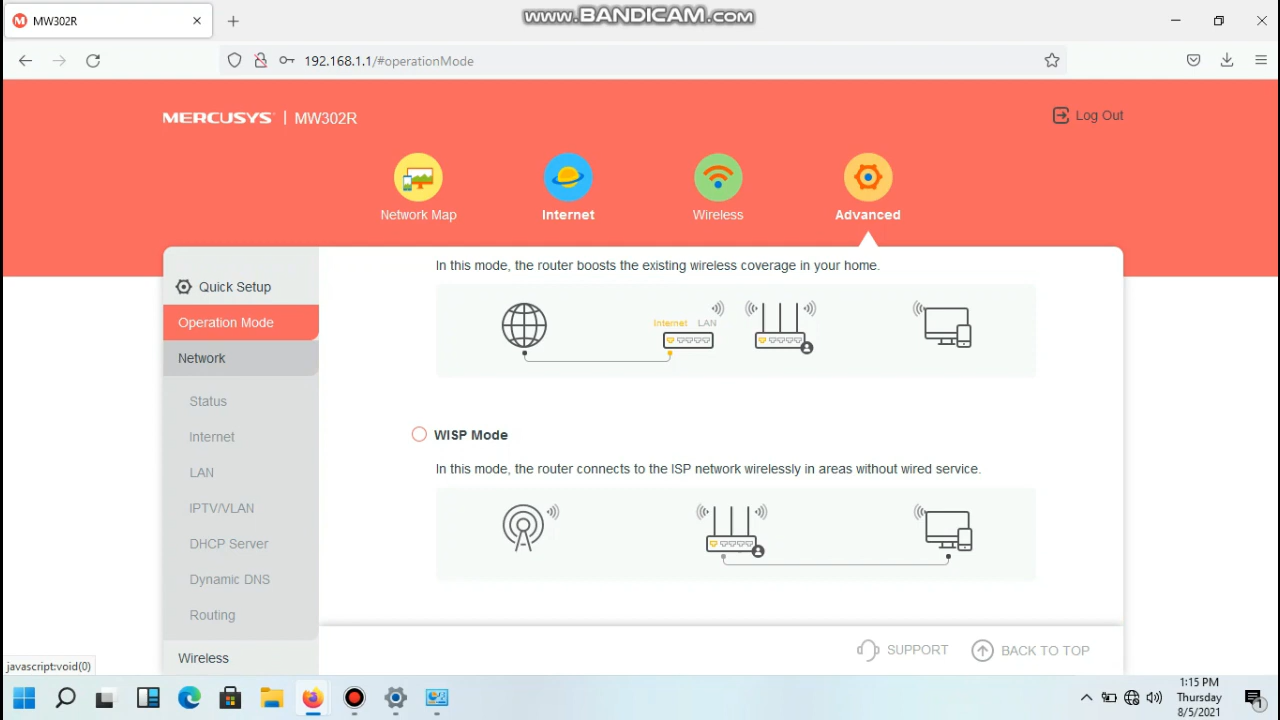 MW302R
www.BANDICAM.com
192.168.1.1/#operationMode
MERCUSYS | MW302R
Log Out
Network Map
Internet
Wireless
Advanced
Quick Setup
Operation Mode
Network
Status
Internet
LAN
IPTV/VLAN
DHCP Server
Dynamic DNS
Routing
Wireless
In this mode, the router boosts the existing wireless coverage in your home.
Internet LAN
WISP Mode
In this mode, the router connects to the ISP network wirelessly in areas without wired service.
SUPPORT
BACK TO TOP
javascript:void(0)
1:15 PM
Thursday
8/5/2021
1